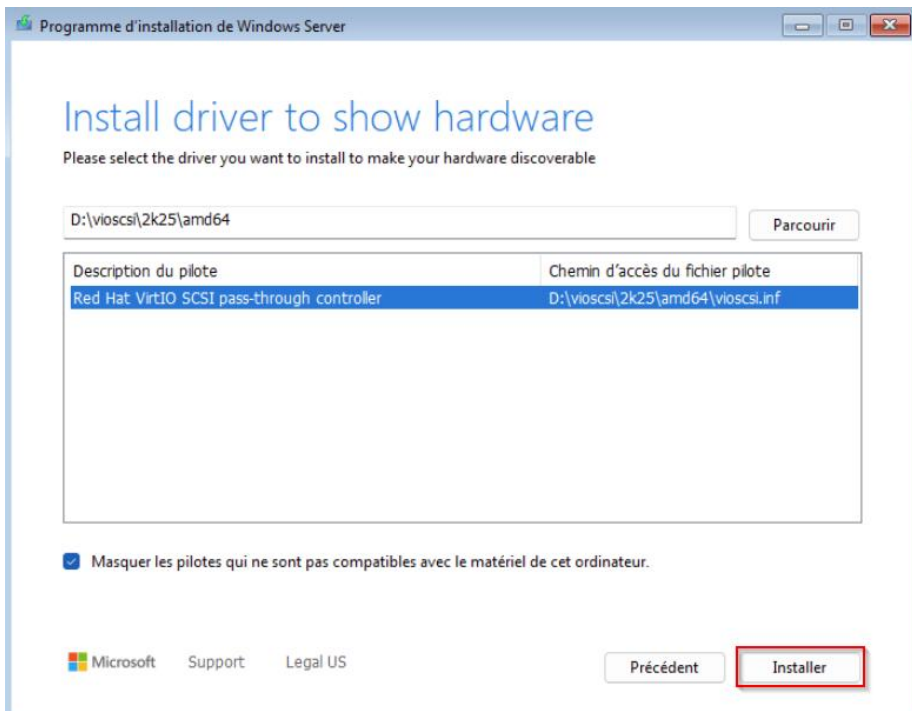 Programme d'installation de Windows Server
Install driver to show hardware
Please select the driver you want to install to make your hardware discoverable
D:\vioscsi\2k25\amd64
Parcourir
Description du pilote Chemin d'accès du fichier pilote
Red Hat VirtIO SCSI pass-through controller D:\vioscsi\2k25\amd64\vioscsi.inf
Masquer les pilotes qui ne sont pas compatibles avec le matériel de cet ordinateur.
Microsoft Support Legal US Précédent Installer